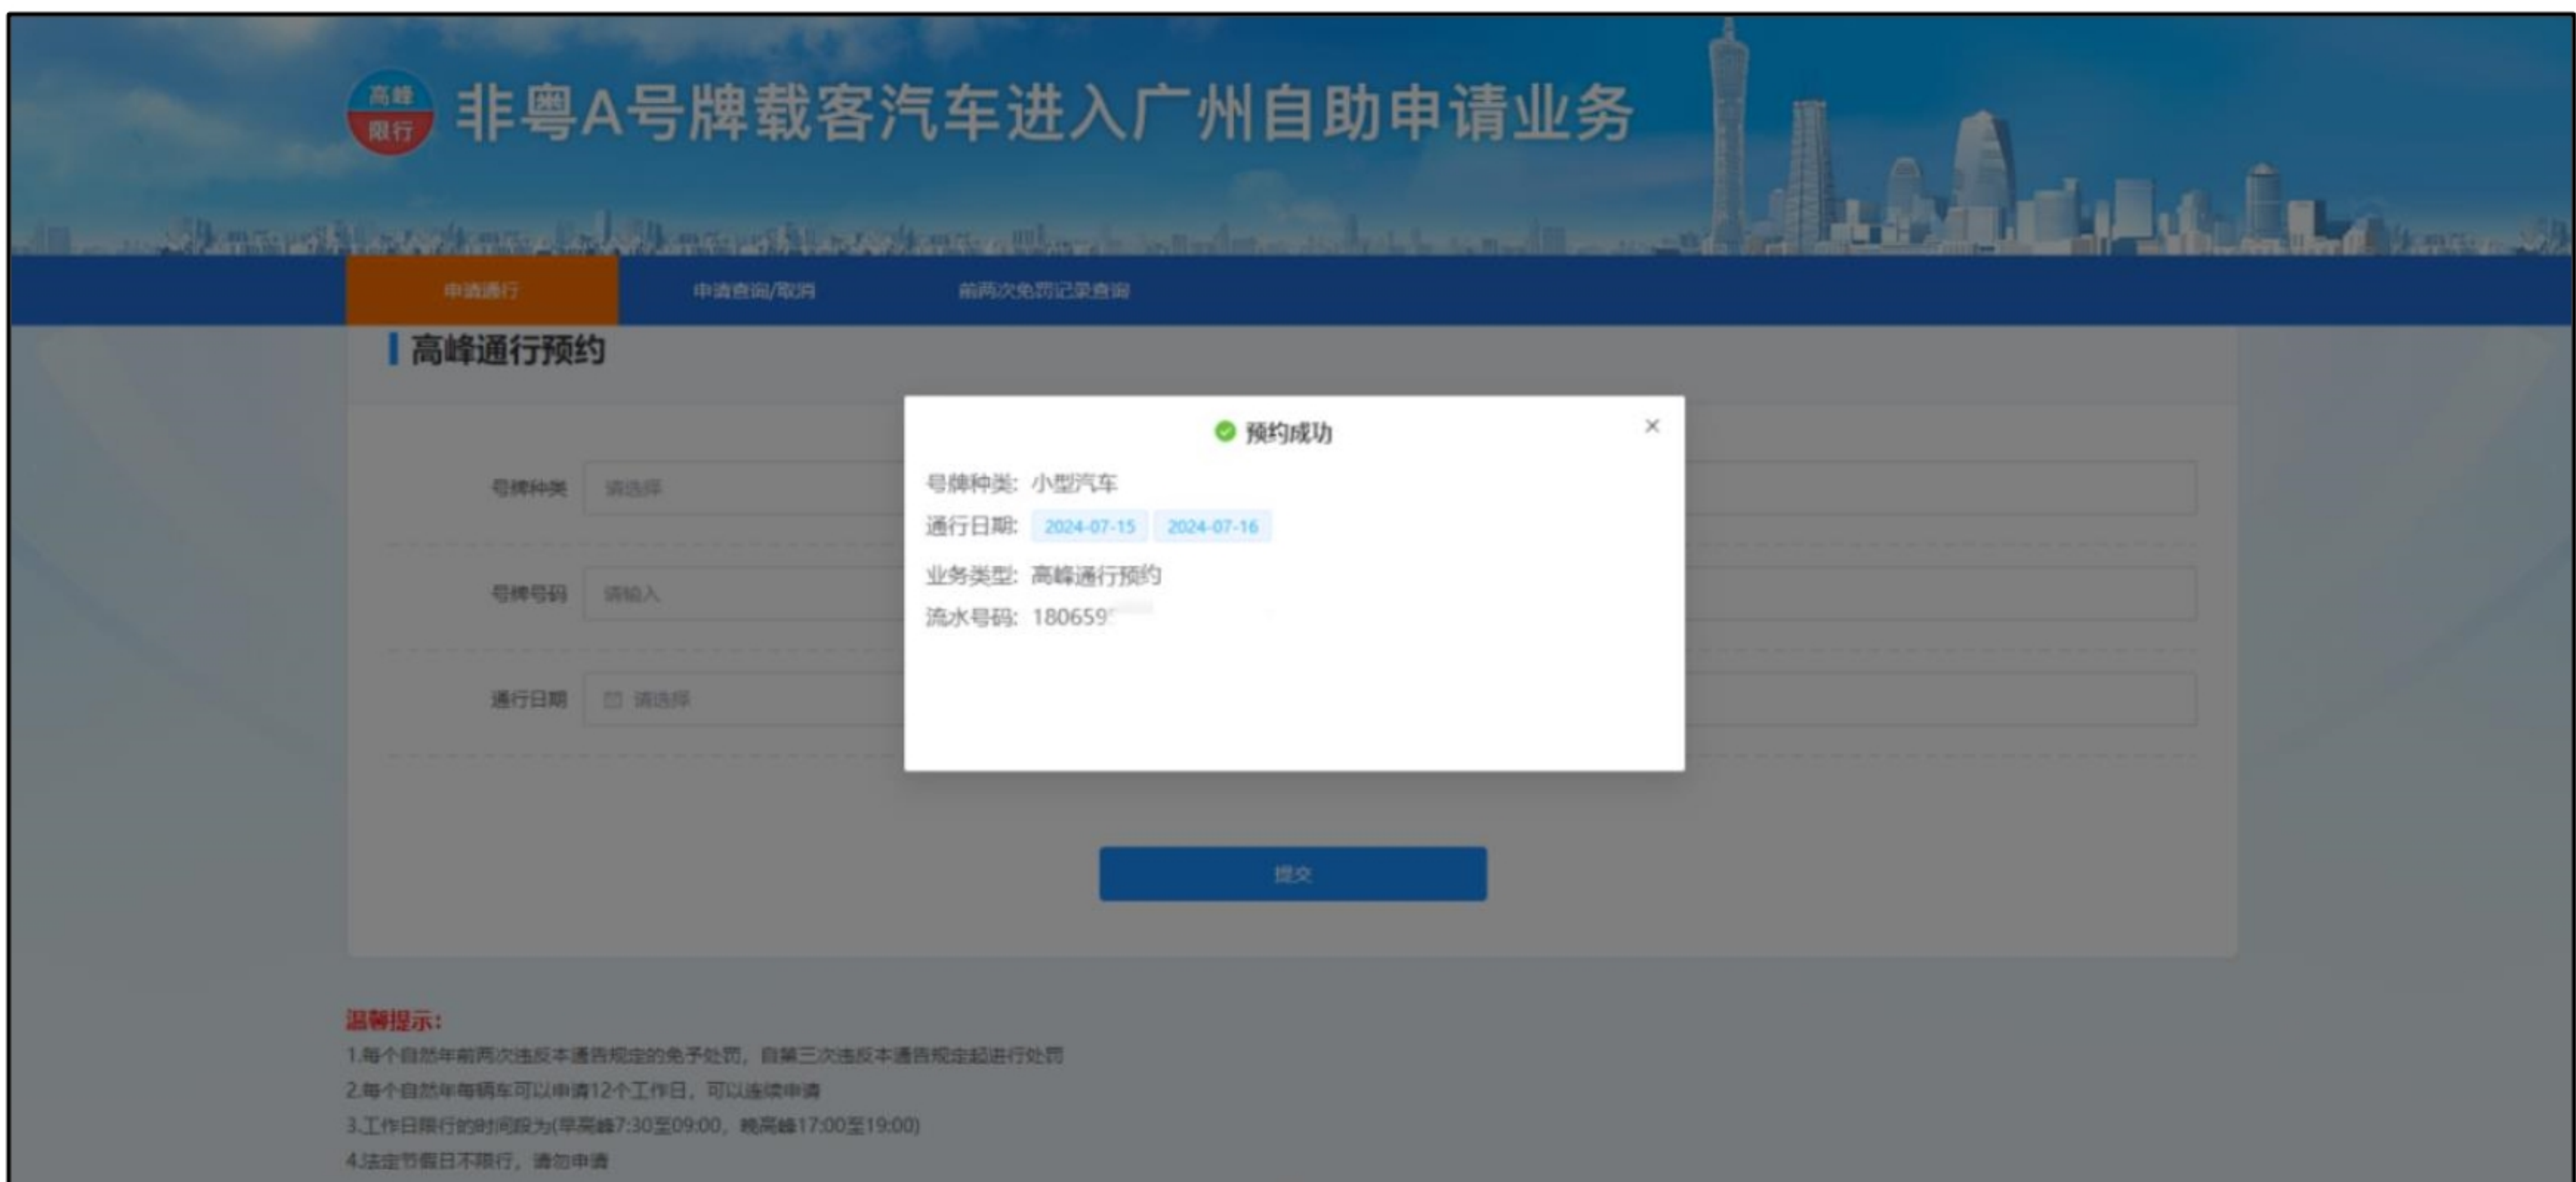 高峰
限行
非粤A号牌载客汽车进入广州自助申请业务
申请通行 申请查询/取消 前两次免罚记录查询
高峰通行预约
预约成功
号牌种类 请选择
号牌种类: 小型汽车
通行日期: 2024-07-15 2024-07-16
业务类型: 高峰通行预约
号牌号码 请输入
流水号码: 180659
通行日期 请选择
提交
温馨提示:
1.每个自然年前两次违反本通告规定的免予处罚，自第三次违反本通告规定起进行处罚
2.每个自然年每辆车可以申请12个工作日，可以连续申请
3.工作日限行的时间段为(早高峰7:30至09:00，晚高峰17:00至19:00)
4.法定节假日不限行，请勿申请